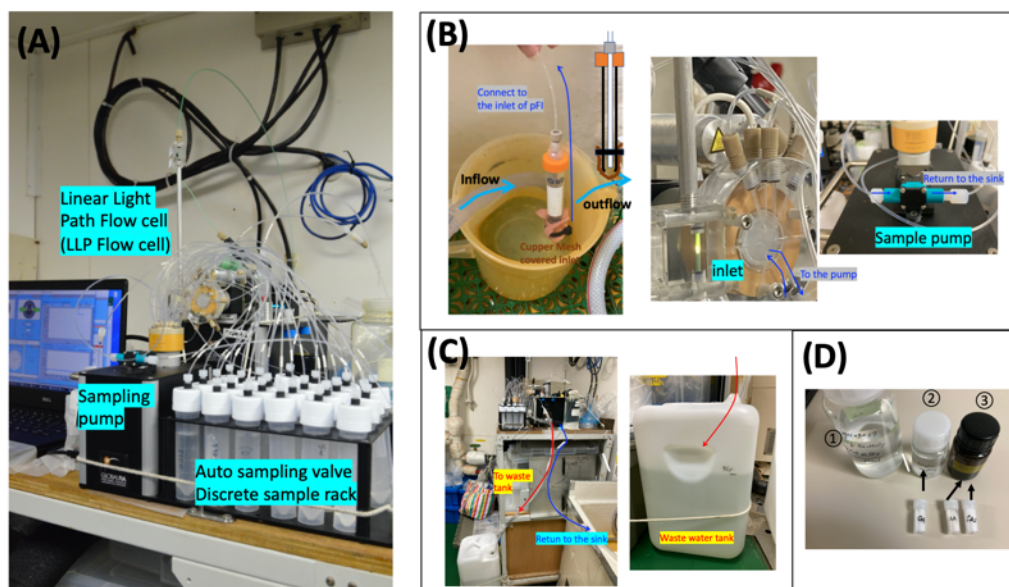 (A)
Linear Light
Path Flow cell
(LLP Flow cell)
Sampling
pump
Auto sampling valve
Discrete sample rack
(B)
Connect to
the inlet of pFI
Inflow
outflow
Cupper Mesh
covered inlet
inlet
To the pump
Return to the sink
Sample pump
(C)
To waste
tank
Retun to the sink
Waste water tank
(D)
①
②
③